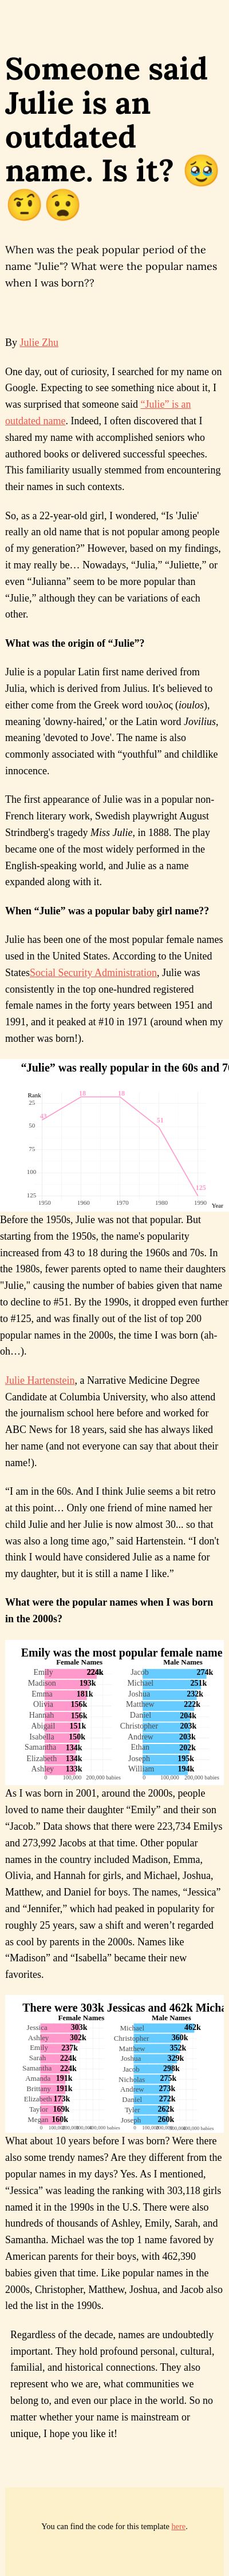 Someone said
Julie is an
outdated
name. Is it? 🥹
🤨😧
When was the peak popular period of the
name "Julie"? What were the popular names
when I was born??
By Julie Zhu
One day, out of curiosity, I searched for my name on
Google. Expecting to see something nice about it, I
was surprised that someone said “Julie” is an
outdated name. Indeed, I often discovered that I
shared my name with accomplished seniors who
authored books or delivered successful speeches.
This familiarity usually stemmed from encountering
their names in such contexts.
So, as a 22-year-old girl, I wondered, “Is 'Julie'
really an old name that is not popular among people
of my generation?” However, based on my findings,
it may really be… Nowadays, “Julia,” “Juliette,” or
even “Julianna” seem to be more popular than
“Julie,” although they can be variations of each
other.
What was the origin of “Julie”?
Julie is a popular Latin first name derived from
Julia, which is derived from Julius. It's believed to
either come from the Greek word ιουλος (ioulos),
meaning 'downy-haired,' or the Latin word Jovilius,
meaning 'devoted to Jove'. The name is also
commonly associated with “youthful” and childlike
innocence.
The first appearance of Julie was in a popular non-
French literary work, Swedish playwright August
Strindberg's tragedy Miss Julie, in 1888. The play
became one of the most widely performed in the
English-speaking world, and Julie as a name
expanded along with it.
When “Julie” was a popular baby girl name??
Julie has been one of the most popular female names
used in the United States. According to the United
StatesSocial Security Administration, Julie was
consistently in the top one-hundred registered
female names in the forty years between 1951 and
1991, and it peaked at #10 in 1971 (around when my
mother was born!).
“Julie” was really popular in the 60s and 70
Rank
25
50
75
100
125
43
18
18
51
125
1950
1960
1970
1980
1990
Year
Before the 1950s, Julie was not that popular. But
starting from the 1950s, the name's popularity
increased from 43 to 18 during the 1960s and 70s. In
the 1980s, fewer parents opted to name their daughters
"Julie," causing the number of babies given that name
to decline to #51. By the 1990s, it dropped even further
to #125, and was finally out of the list of top 200
popular names in the 2000s, the time I was born (ah-
oh…).
Julie Hartenstein, a Narrative Medicine Degree
Candidate at Columbia University, who also attend
the journalism school here before and worked for
ABC News for 18 years, said she has always liked
her name (and not everyone can say that about their
name!).
“I am in the 60s. And I think Julie seems a bit retro
at this point… Only one friend of mine named her
child Julie and her Julie is now almost 30... so that
was also a long time ago,” said Hartenstein. “I don't
think I would have considered Julie as a name for
my daughter, but it is still a name I like.”
What were the popular names when I was born
in the 2000s?
Emily was the most popular female name
Female Names
Male Names
Emily 224k
Madison 193k
Emma 181k
Olivia 156k
Hannah 156k
Abigail 151k
Isabella 150k
Samantha 134k
Elizabeth 134k
Ashley 133k
0 100,000 200,000 babies
Jacob 274k
Michael 251k
Joshua 232k
Matthew 222k
Daniel 204k
Christopher 203k
Andrew 203k
Ethan 202k
Joseph 195k
William 194k
0 100,000 200,000 babies
As I was born in 2001, around the 2000s, people
loved to name their daughter “Emily” and their son
“Jacob.” Data shows that there were 223,734 Emilys
and 273,992 Jacobs at that time. Other popular
names in the country included Madison, Emma,
Olivia, and Hannah for girls, and Michael, Joshua,
Matthew, and Daniel for boys. The names, “Jessica”
and “Jennifer,” which had peaked in popularity for
roughly 25 years, saw a shift and weren’t regarded
as cool by parents in the 2000s. Names like
“Madison” and “Isabella” became their new
favorites.
There were 303k Jessicas and 462k Micha
Female Names
Male Names
Jessica 303k
Ashley 302k
Emily 237k
Sarah 224k
Samantha 224k
Amanda 191k
Brittany 191k
Elizabeth 173k
Taylor 169k
Megan 160k
Michael 462k
Christopher 360k
Matthew 352k
Joshua 329k
Jacob 298k
Nicholas 275k
Andrew 273k
Daniel 272k
Tyler 262k
Joseph 260k
What about 10 years before I was born? Were there
also some trendy names? Are they different from the
popular names in my days? Yes. As I mentioned,
“Jessica” was leading the ranking with 303,118 girls
named it in the 1990s in the U.S. There were also
hundreds of thousands of Ashley, Emily, Sarah, and
Samantha. Michael was the top 1 name favored by
American parents for their boys, with 462,390
babies given that time. Like popular names in the
2000s, Christopher, Matthew, Joshua, and Jacob also
led the list in the 1990s.
Regardless of the decade, names are undoubtedly
important. They hold profound personal, cultural,
familial, and historical connections. They also
represent who we are, what communities we
belong to, and even our place in the world. So no
matter whether your name is mainstream or
unique, I hope you like it!
You can find the code for this template here.